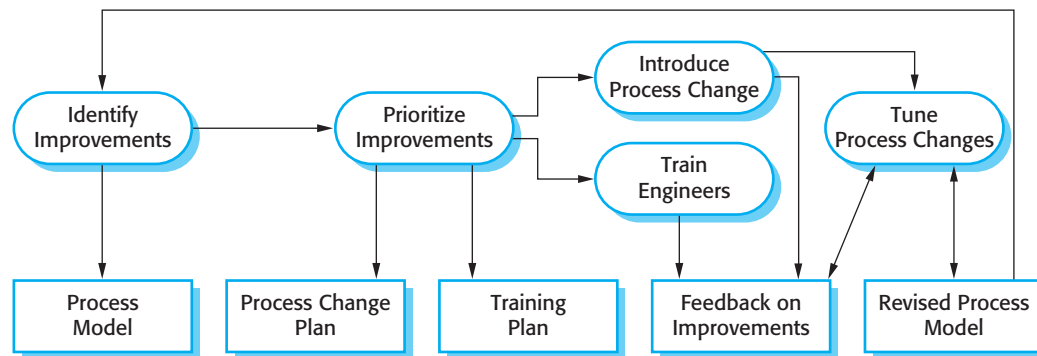 Identify
Improvements
Prioritize
Improvements
Introduce
Process Change
Train
Engineers
Tune
Process Changes
Process
Model
Process Change
Plan
Training
Plan
Feedback on
Improvements
Revised Process
Model